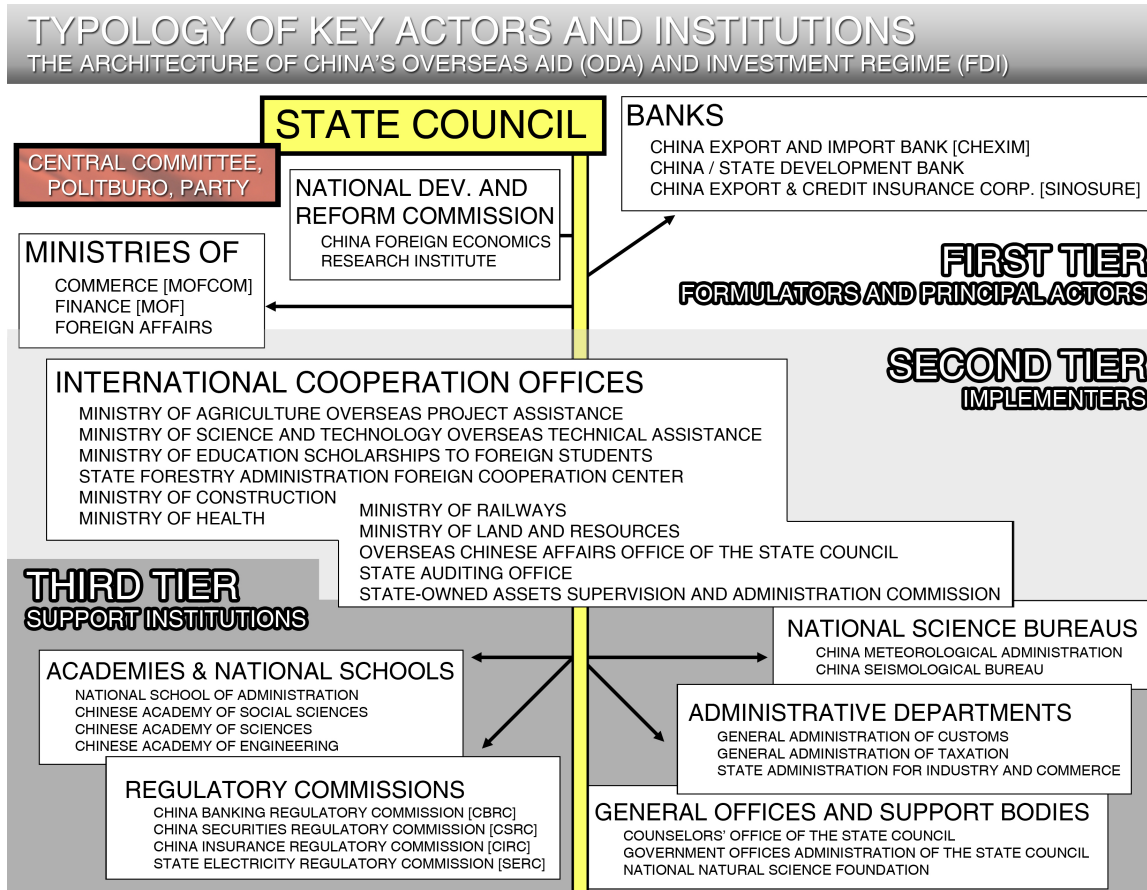 TYPOLOGY OF KEY ACTORS AND INSTITUTIONS
THE ARCHITECTURE OF CHINA'S OVERSEAS AID (ODA) AND INVESTMENT REGIME (FDI)
STATE COUNCIL
CENTRAL COMMITTEE,
POLITBURO, PARTY
BANKS
CHINA EXPORT AND IMPORT BANK [CHEXIM]
CHINA / STATE DEVELOPMENT BANK
CHINA EXPORT & CREDIT INSURANCE CORP. [SINOSURE]
NATIONAL DEV. AND
REFORM COMMISSION
CHINA FOREIGN ECONOMICS
RESEARCH INSTITUTE
MINISTRIES OF
COMMERCE [MOFCOM]
FINANCE [MOF]
FOREIGN AFFAIRS
FIRST TIER
FORMULATORS AND PRINCIPAL ACTORS
SECOND TIER
IMPLEMENTERS
INTERNATIONAL COOPERATION OFFICES
MINISTRY OF AGRICULTURE OVERSEAS PROJECT ASSISTANCE
MINISTRY OF SCIENCE AND TECHNOLOGY OVERSEAS TECHNICAL ASSISTANCE
MINISTRY OF EDUCATION SCHOLARSHIPS TO FOREIGN STUDENTS
STATE FORESTRY ADMINISTRATION FOREIGN COOPERATION CENTER
MINISTRY OF CONSTRUCTION
MINISTRY OF HEALTH
MINISTRY OF RAILWAYS
MINISTRY OF LAND AND RESOURCES
OVERSEAS CHINESE AFFAIRS OFFICE OF THE STATE COUNCIL
STATE AUDITING OFFICE
STATE-OWNED ASSETS SUPERVISION AND ADMINISTRATION COMMISSION
THIRD TIER
SUPPORT INSTITUTIONS
ACADEMIES & NATIONAL SCHOOLS
NATIONAL SCHOOL OF ADMINISTRATION
CHINESE ACADEMY OF SOCIAL SCIENCES
CHINESE ACADEMY OF SCIENCES
CHINESE ACADEMY OF ENGINEERING
REGULATORY COMMISSIONS
CHINA BANKING REGULATORY COMMISSION [CBRC]
CHINA SECURITIES REGULATORY COMMISSION [CSRC]
CHINA INSURANCE REGULATORY COMMISSION [CIRC]
STATE ELECTRICITY REGULATORY COMMISSION [SERC]
NATIONAL SCIENCE BUREAUS
CHINA METEOROLOGICAL ADMINISTRATION
CHINA SEISMOLOGICAL BUREAU
ADMINISTRATIVE DEPARTMENTS
GENERAL ADMINISTRATION OF CUSTOMS
GENERAL ADMINISTRATION OF TAXATION
STATE ADMINISTRATION FOR INDUSTRY AND COMMERCE
GENERAL OFFICES AND SUPPORT BODIES
COUNSELORS' OFFICE OF THE STATE COUNCIL
GOVERNMENT OFFICES ADMINISTRATION OF THE STATE COUNCIL
NATIONAL NATURAL SCIENCE FOUNDATION